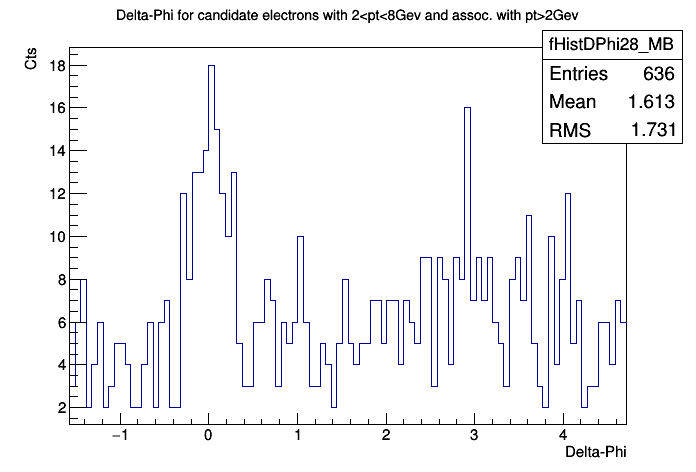 Delta-Phi for candidate electrons with 2<pt<8Gev and assoc. with pt>2Gev
fHistDPhi28_MB
Entries 636
Mean 1.613
RMS 1.731
Cts
18
16
14
12
10
8
6
4
2
−1 0 1 2 3 4
Delta-Phi